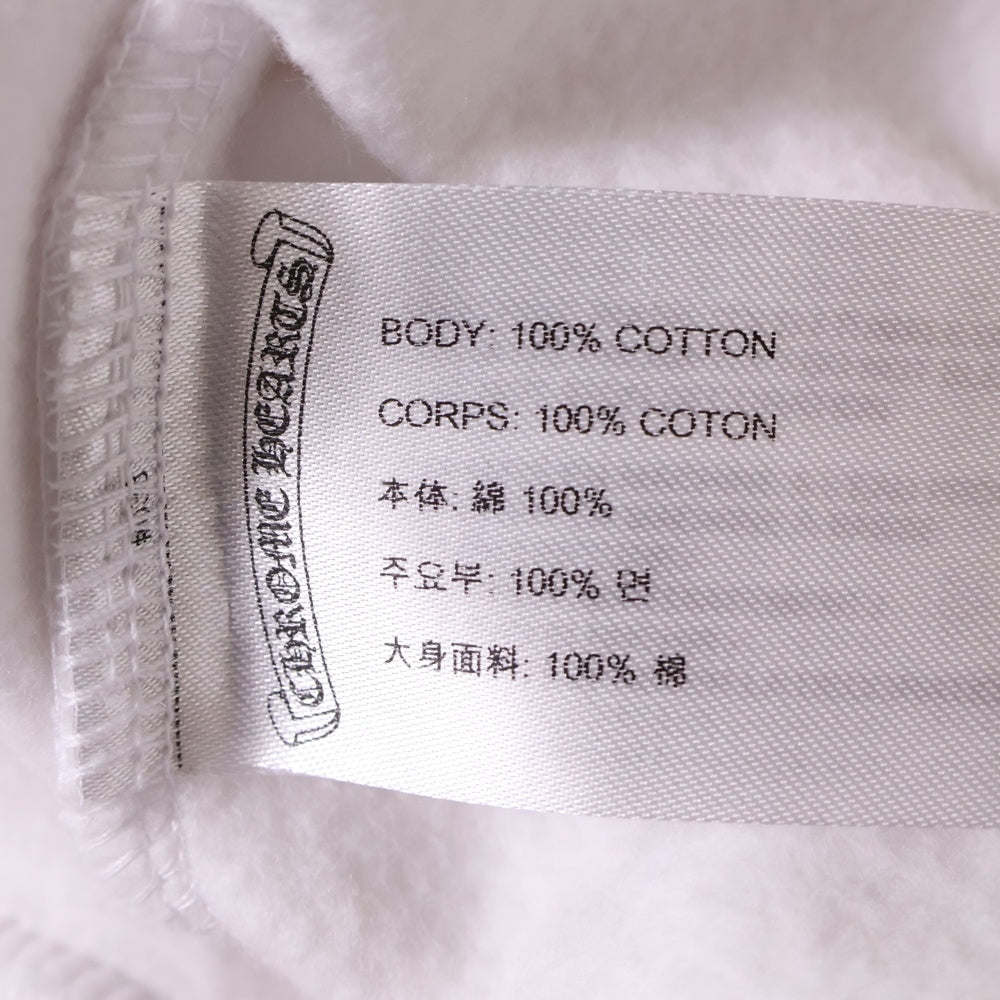 CHROME HEARTS
BODY: 100% COTTON
CORPS: 100% COTON
本体: 綿 100%
주요부: 100% 면
大身面料: 100% 棉